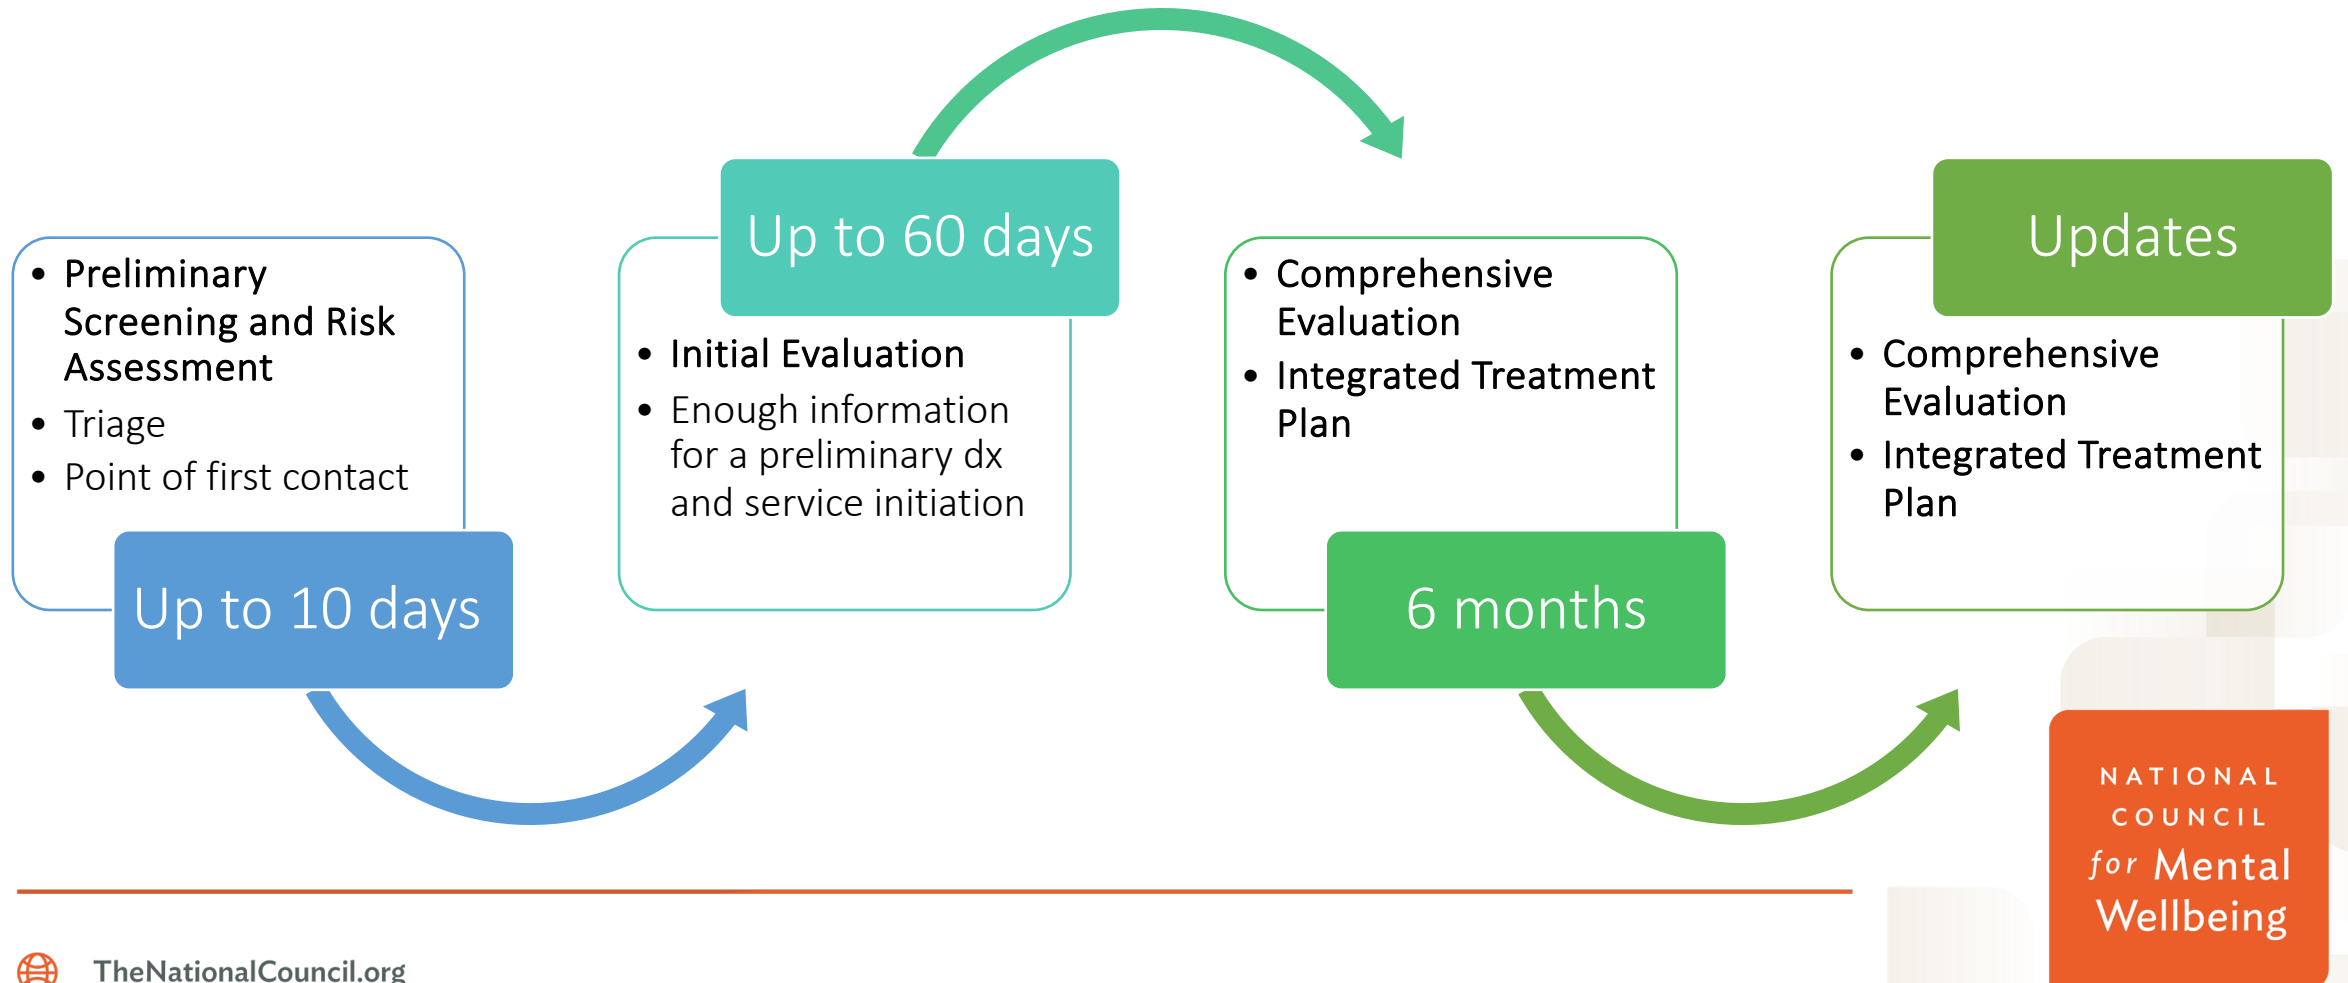 • Preliminary
Screening and Risk
Assessment
• Triage
• Point of first contact
Up to 10 days
Up to 60 days
• Initial Evaluation
• Enough information
for a preliminary dx
and service initiation
• Comprehensive
Evaluation
• Integrated Treatment
Plan
6 months
Updates
• Comprehensive
Evaluation
• Integrated Treatment
Plan
NATIONAL
COUNCIL
for Mental
Wellbeing
TheNationalCouncil.org